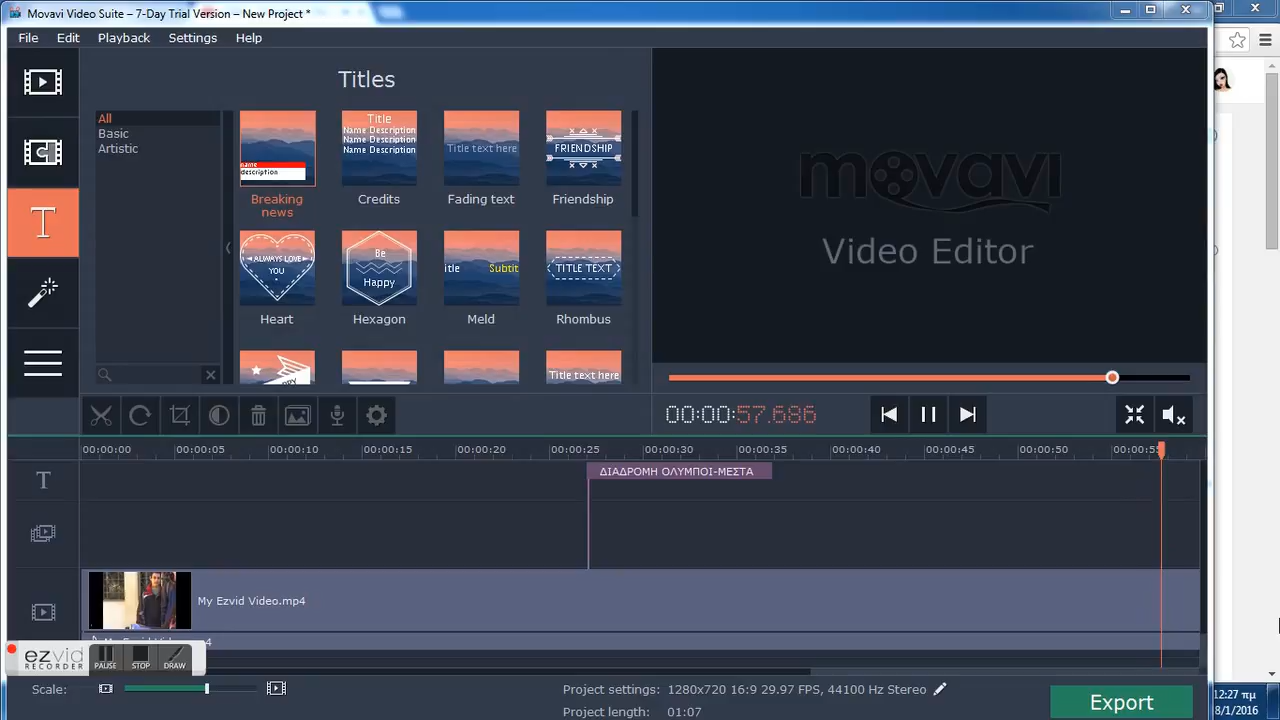 Movavi Video Suite – 7-Day Trial Version – New Project *
File Edit Playback Settings Help
Titles
All
Basic
Artistic
name
description
Breaking
news
Title
Name Description
Name Description
Name Description
Credits
Title text here
Fading text
FRIENDSHIP
Friendship
ALWAYS LOVE
YOU
Heart
Be
Happy
Hexagon
itle Subtit
Meld
TITLE TEXT
Rhombus
Title text here
movavi
Video Editor
00:00:57.686
00:00:00 00:00:05 00:00:10 00:00:15 00:00:20 00:00:25 00:00:30 00:00:35 00:00:40 00:00:45 00:00:50 00:00:55
T
ΔΙΑΔΡΟΜΗ ΟΛΥΜΠΟΙ-ΜΕΣΤΑ
My Ezvid Video.mp4
ezvid
RECORDER
PAUSE STOP DRAW
Scale:
Project settings: 1280x720 16:9 29.97 FPS, 44100 Hz Stereo
Project length: 01:07
Export
12:27 πμ
8/1/2016